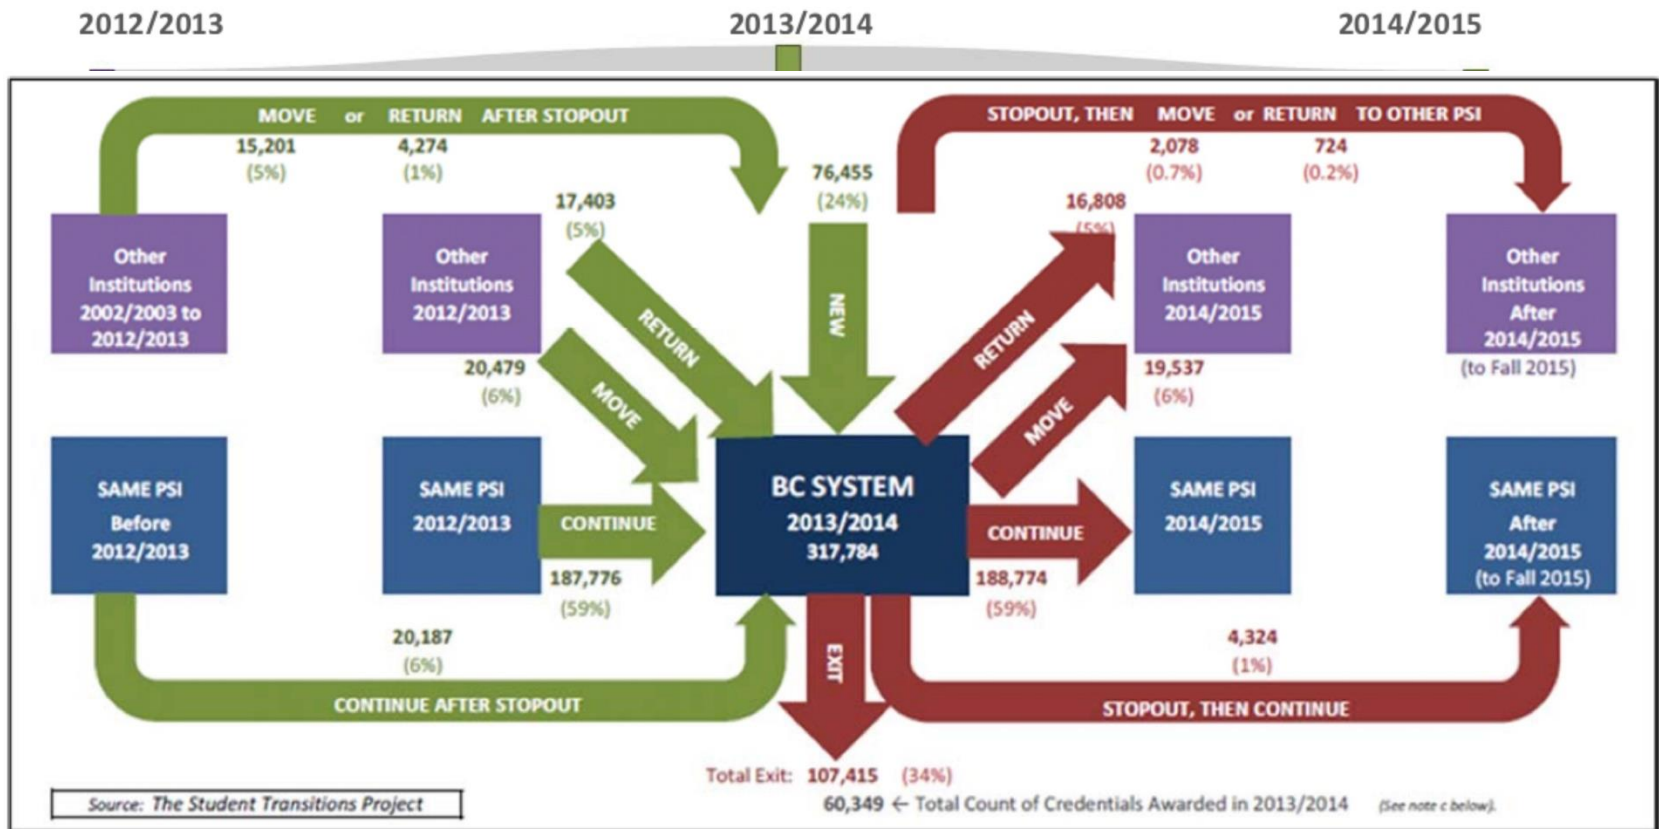 2012/2013
2013/2014
2014/2015
MOVE or RETURN AFTER STOPOUT
15,201
(5%)
4,274
(1%)
STOPOUT, THEN MOVE or RETURN TO OTHER PSI
2,078
(0.7%)
724
(0.2%)
76,455
(24%)
17,403
(5%)
16,808
(5%)
Other
Institutions
2002/2003 to
2012/2013
Other
Institutions
2012/2013
RETURN
NEW
RETURN
Other
Institutions
2014/2015
Other
Institutions
After
2014/2015
(to Fall 2015)
20,479
(6%)
MOVE
MOVE
19,537
(6%)
SAME PSI
Before
2012/2013
SAME PSI
2012/2013
CONTINUE
187,776
(59%)
BC SYSTEM
2013/2014
317,784
CONTINUE
188,774
(59%)
SAME PSI
2014/2015
SAME PSI
After
2014/2015
(to Fall 2015)
20,187
(6%)
CONTINUE AFTER STOPOUT
EXIT
4,324
(1%)
STOPOUT, THEN CONTINUE
Total Exit: 107,415 (34%)
Source: The Student Transitions Project
60,349 ← Total Count of Credentials Awarded in 2013/2014 (See note c below).